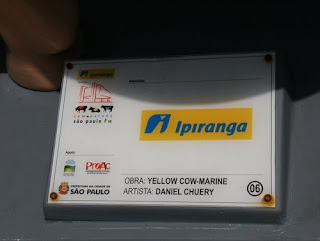 Ipiranga
cowparade
são paulo
Ipiranga
Apoio
ProAC
PREFEITURA DA CIDADE DE
SÃO PAULO
OBRA: YELLOW COW-MARINE
ARTISTA: DANIEL CHUERY
06